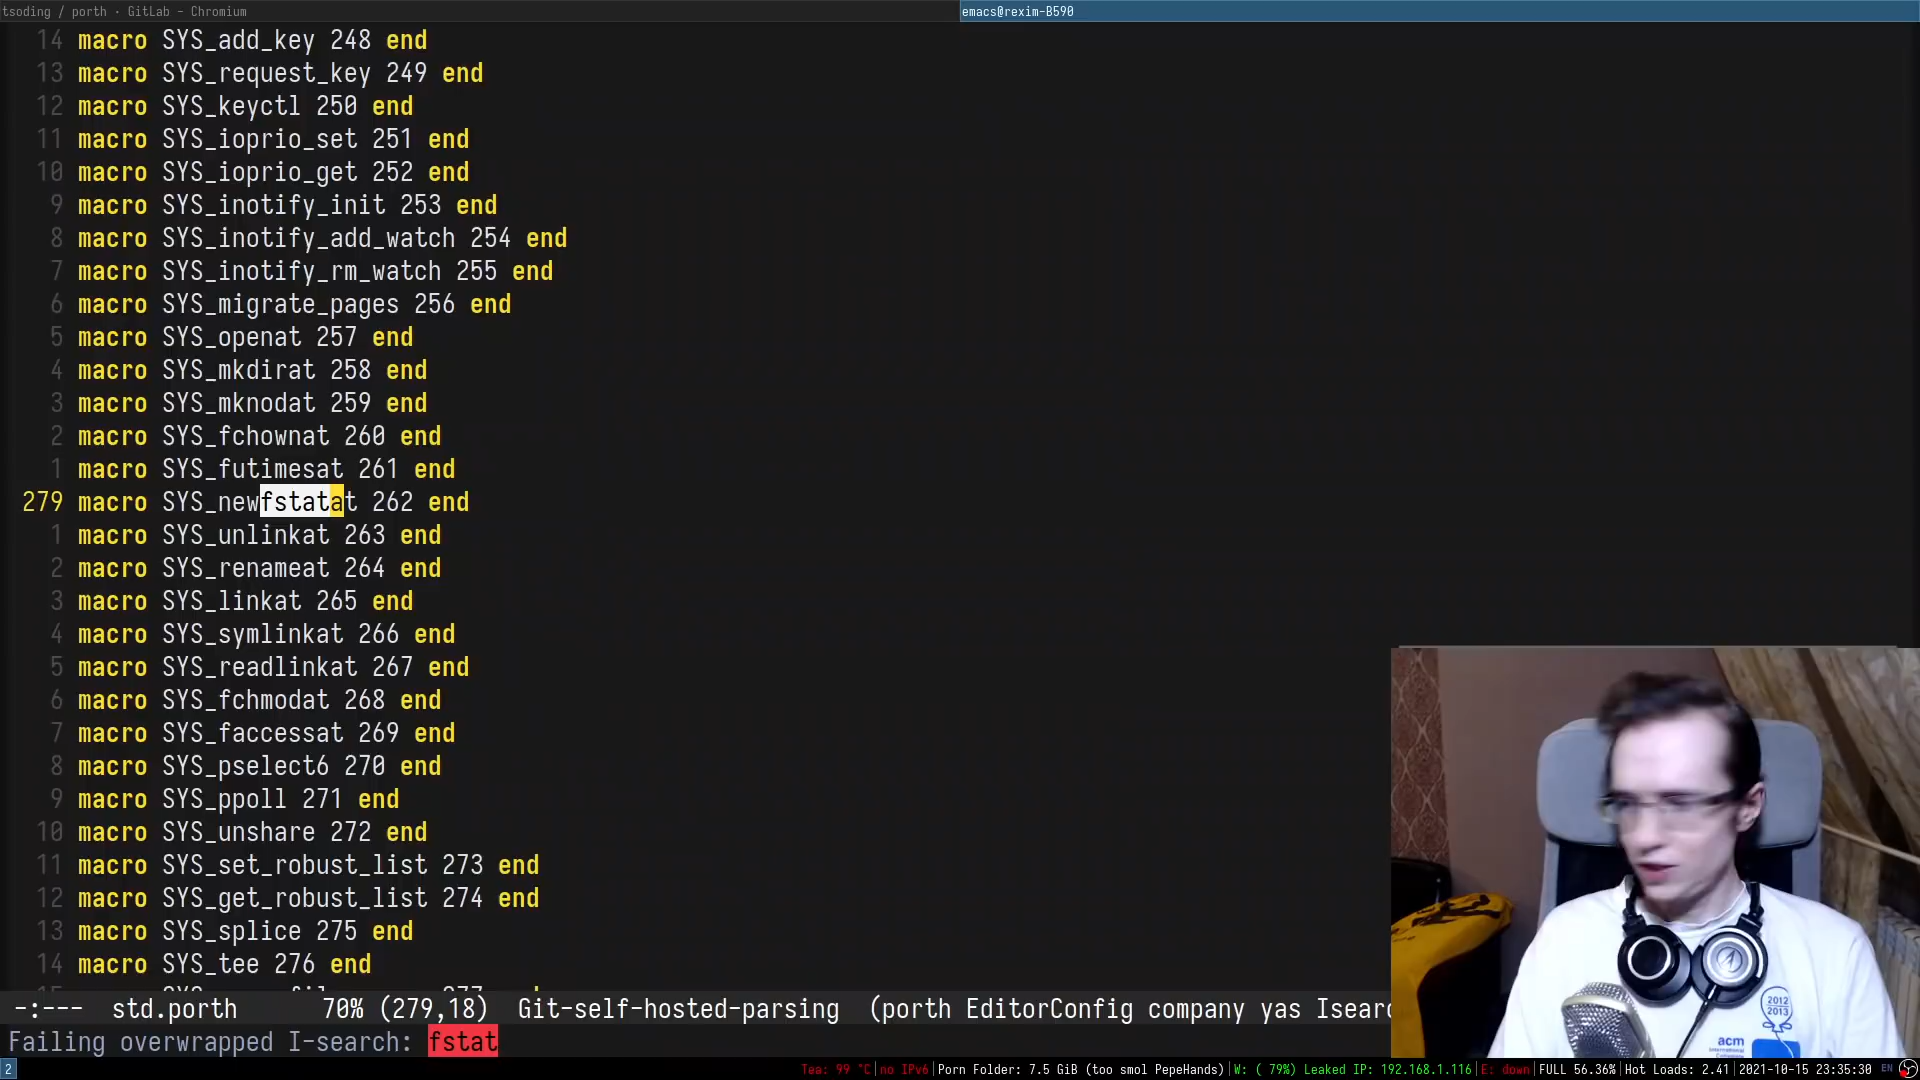 tsoding / porth · GitLab - Chromium
emacs@rexim-B590
14 macro SYS_add_key 248 end
13 macro SYS_request_key 249 end
12 macro SYS_keyctl 250 end
11 macro SYS_ioprio_set 251 end
10 macro SYS_ioprio_get 252 end
9 macro SYS_inotify_init 253 end
8 macro SYS_inotify_add_watch 254 end
7 macro SYS_inotify_rm_watch 255 end
6 macro SYS_migrate_pages 256 end
5 macro SYS_openat 257 end
4 macro SYS_mkdirat 258 end
3 macro SYS_mknodat 259 end
2 macro SYS_fchownat 260 end
1 macro SYS_futimesat 261 end
279 macro SYS_newfstatat 262 end
1 macro SYS_unlinkat 263 end
2 macro SYS_renameat 264 end
3 macro SYS_linkat 265 end
4 macro SYS_symlinkat 266 end
5 macro SYS_readlinkat 267 end
6 macro SYS_fchmodat 268 end
7 macro SYS_faccessat 269 end
8 macro SYS_pselect6 270 end
9 macro SYS_ppoll 271 end
10 macro SYS_unshare 272 end
11 macro SYS_set_robust_list 273 end
12 macro SYS_get_robust_list 274 end
13 macro SYS_splice 275 end
14 macro SYS_tee 276 end
-:--- std.porth 70% (279,18) Git-self-hosted-parsing (porth EditorConfig company yas Isearc
Failing overwrapped I-search: fstat
2012
2013
acm
2 Tea: 99 °C|no IPv6|Porn Folder: 7.5 GiB (too smol PepeHands)|W: ( 79%) Leaked IP: 192.168.1.116|E: down|FULL 56.36%|Hot Loads: 2.41|2021-10-15 23:35:30 EN